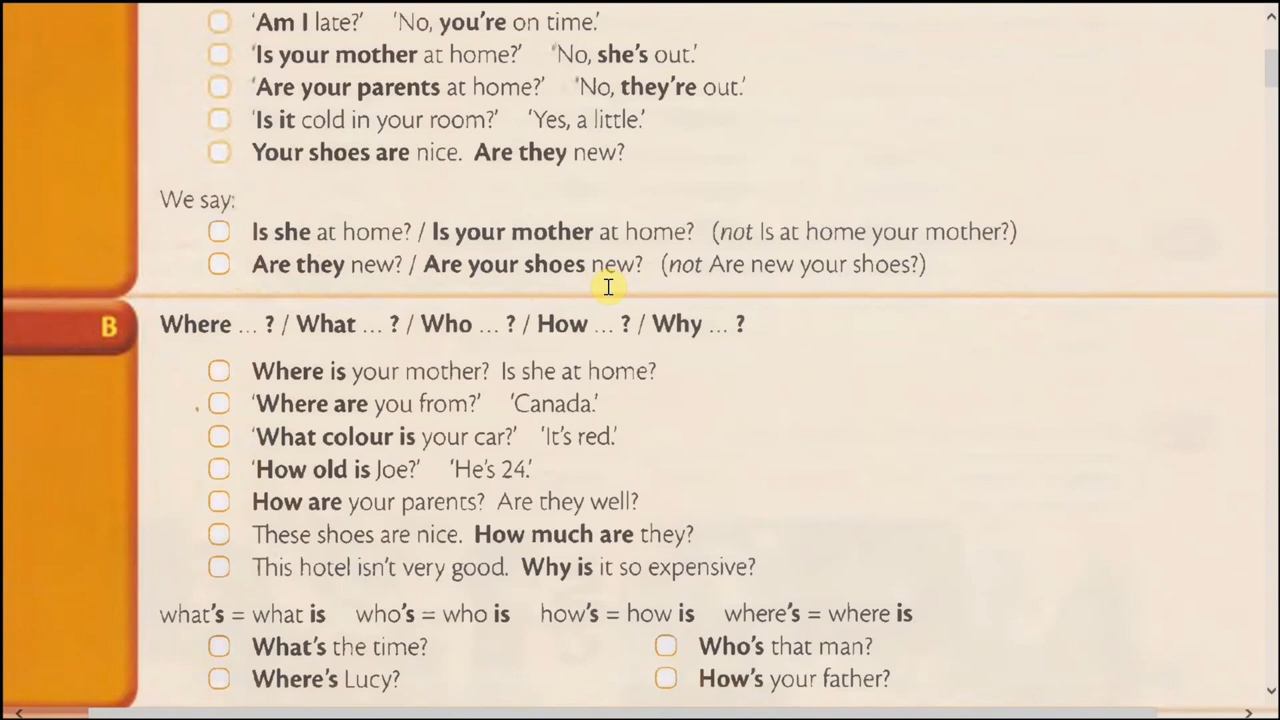 'Am I late?' 'No, you're on time.'
'Is your mother at home?' 'No, she's out.'
'Are your parents at home?' 'No, they're out.'
'Is it cold in your room?' 'Yes, a little.'
Your shoes are nice. Are they new?
We say:
Is she at home? / Is your mother at home? (not Is at home your mother?)
Are they new? / Are your shoes new? (not Are new your shoes?)
B
Where ... ? / What ... ? / Who ... ? / How ... ? / Why ... ?
Where is your mother? Is she at home?
'Where are you from?' 'Canada.'
'What colour is your car?' 'It's red.'
'How old is Joe?' 'He's 24.'
How are your parents? Are they well?
These shoes are nice. How much are they?
This hotel isn't very good. Why is it so expensive?
what's = what is who's = who is how's = how is where's = where is
What's the time? Who's that man?
Where's Lucy? How's your father?